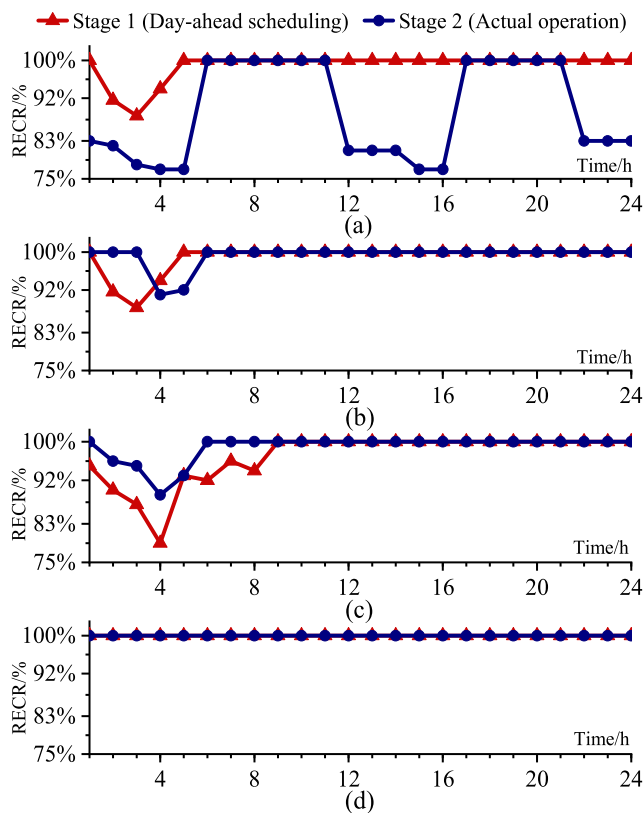 Stage 1 (Day-ahead scheduling) Stage 2 (Actual operation)
RECR/%
100%
92%
83%
75%
Time/h
4 8 12 16 20 24
(a)
RECR/%
100%
92%
83%
75%
Time/h
4 8 12 16 20 24
(b)
RECR/%
100%
92%
83%
75%
Time/h
4 8 12 16 20 24
(c)
RECR/%
100%
92%
83%
75%
Time/h
4 8 12 16 20 24
(d)